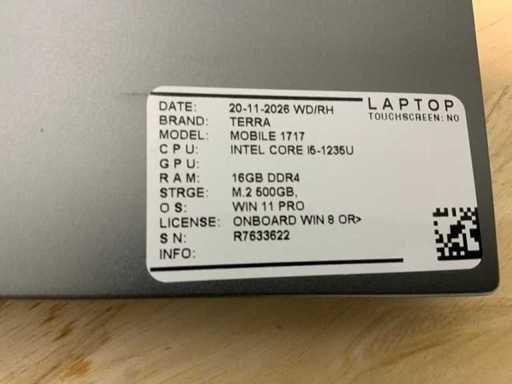 LAPTOP
TOUCHSCREEN: NO
DATE: 20-11-2026 WD/RH
BRAND: TERRA
MODEL: MOBILE 1717
CPU: INTEL CORE I5-1235U
GPU:
RAM: 16GB DDR4
STRGE: M.2 500GB,
OS: WIN 11 PRO
LICENSE: ONBOARD WIN 8 OR>
SN: R7633622
INFO: